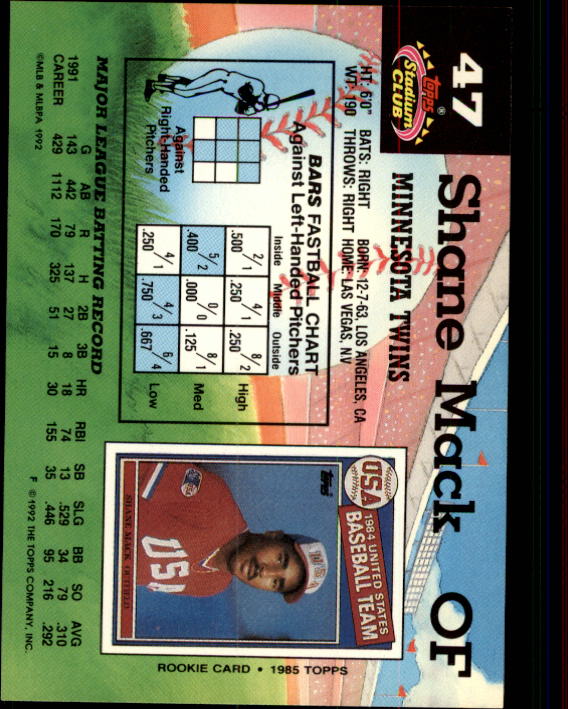 47
Topps®
Stadium
CLUB
Shane Mack OF
MINNESOTA TWINS
HT: 6'0" BATS: RIGHT BORN: 12-7-63, LOS ANGELES, CA
WT: 190 THROWS: RIGHT HOME: LAS VEGAS, NV
BARS FASTBALL CHART
Against Left-Handed Pitchers
Inside Middle Outside
2/1 4/1 8/2
.500 .250 .250 High
5/2 0/0 8/1
.400 .000 .125 Med
4/1 4/3 6/4
.250 .750 .667 Low
Against
Right-Handed
Pitchers
USA
1984 UNITED STATES
BASEBALL TEAM
Topps
USA
SHANE MACK OUTFIELD
ROOKIE CARD • 1985 TOPPS
MAJOR LEAGUE BATTING RECORD
G AB R H 2B 3B HR RBI SB SLG BB SO AVG
1991 143 442 79 137 27 8 18 74 13 .529 34 79 .310
CAREER 429 1112 170 325 51 15 30 155 35 .446 95 216 .292
©MLB & MLBPA 1992
F © 1992 THE TOPPS COMPANY, INC.